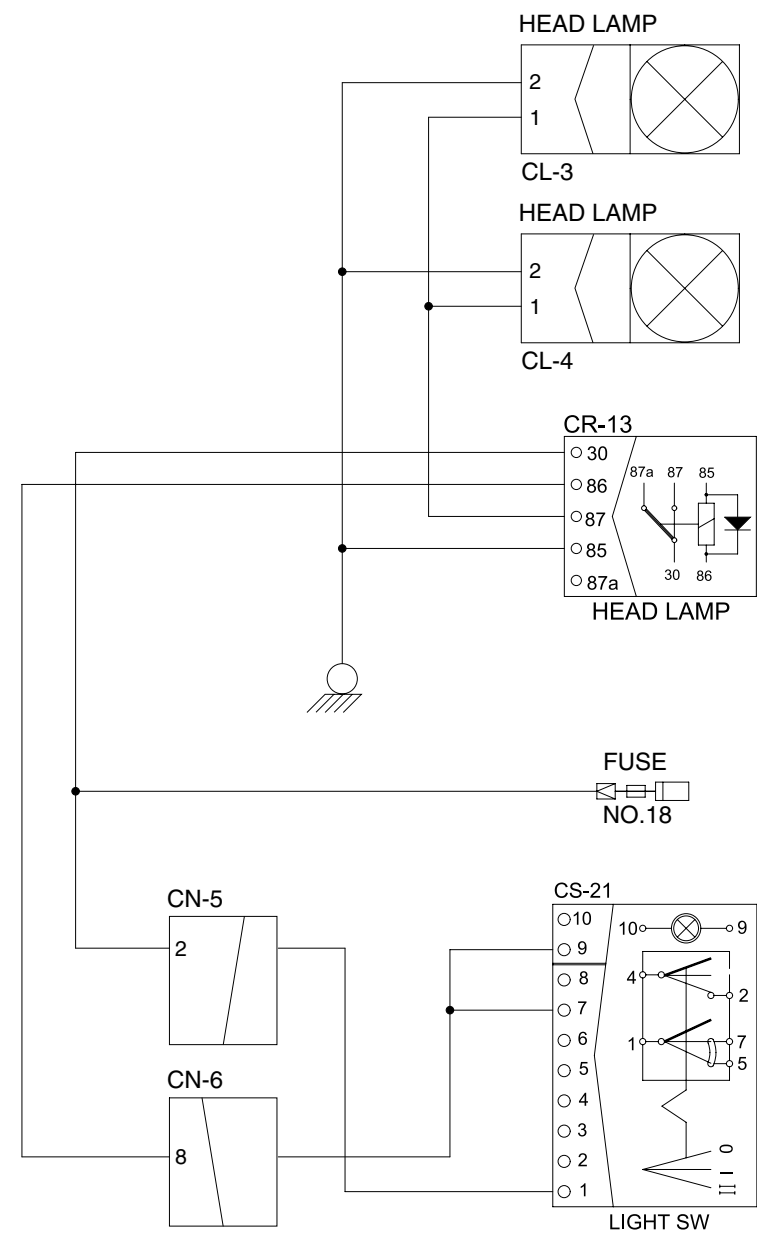 HEAD LAMP
2
1
CL-3
HEAD LAMP
2
1
CL-4
CR-13
30
86
87
85
87a
87a 87 85
30 86
HEAD LAMP
FUSE
NO.18
CN-5
2
CN-6
8
CS-21
10
9
8
7
6
5
4
3
2
1
10 9
4
2
1 7
5
0
I
II
LIGHT SW